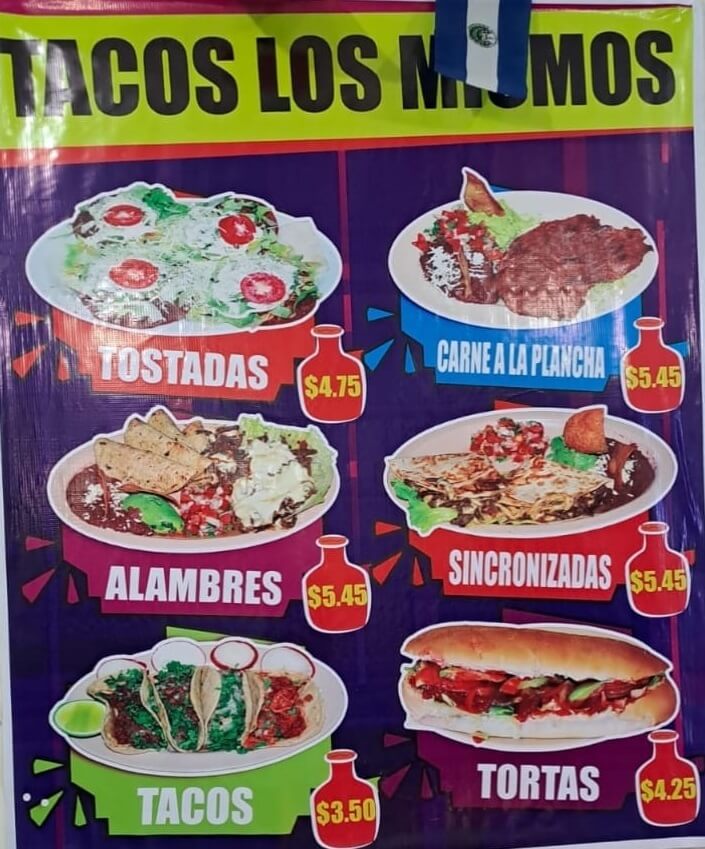 TACOS LOS MISMOS
TOSTADAS
$4.75
CARNE A LA PLANCHA
$5.45
ALAMBRES
$5.45
SINCRONIZADAS
$5.45
TACOS
$3.50
TORTAS
$4.25